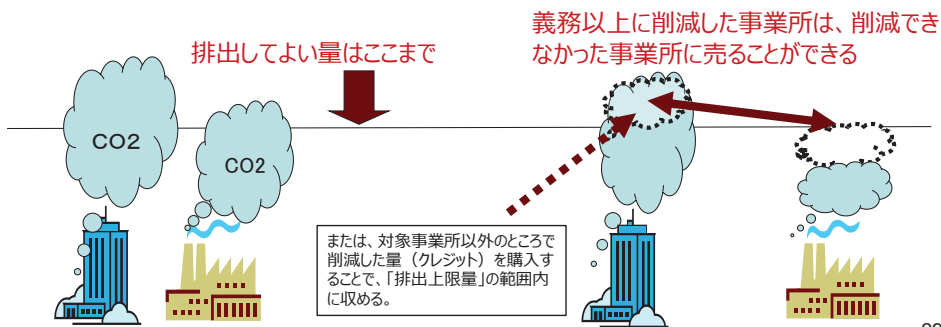 義務以上に削減した事業所は、削減でき
なかった事業所に売ることができる
排出してよい量はここまで
CO2
CO2
または、対象事業所以外のところで
削減した量（クレジット）を購入す
ることで、「排出上限量」の範囲内
に収める。